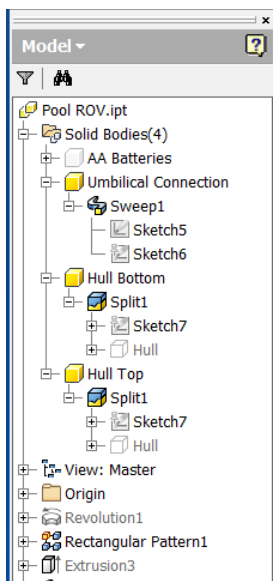 Model
Pool ROV.ipt
Solid Bodies(4)
AA Batteries
Umbilical Connection
Sweep1
Sketch5
Sketch6
Hull Bottom
Split1
Sketch7
Hull
Hull Top
Split1
Sketch7
Hull
View: Master
Origin
Revolution1
Rectangular Pattern1
Extrusion3